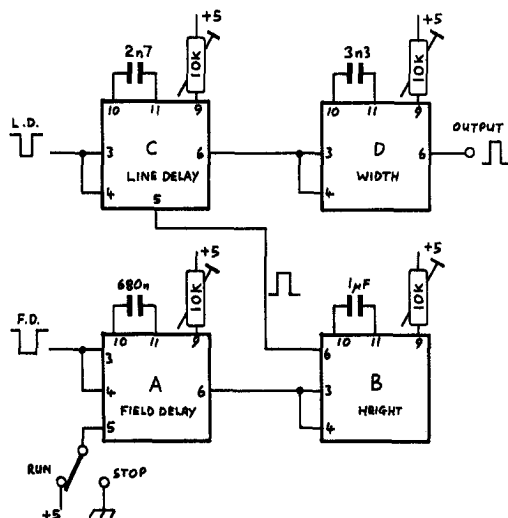 +5
+5
2n7
10K
3n3
10K
10
11
9
10
11
9
L.D.
C
D
OUTPUT
3
6
3
6
4
LINE DELAY
4
WIDTH
5
+5
+5
680n
10K
1µF
10K
F.D.
10
11
9
10
11
9
3
6
A
B
4
6
3
FIELD DELAY
HEIGHT
5
4
RUN
STOP
+5